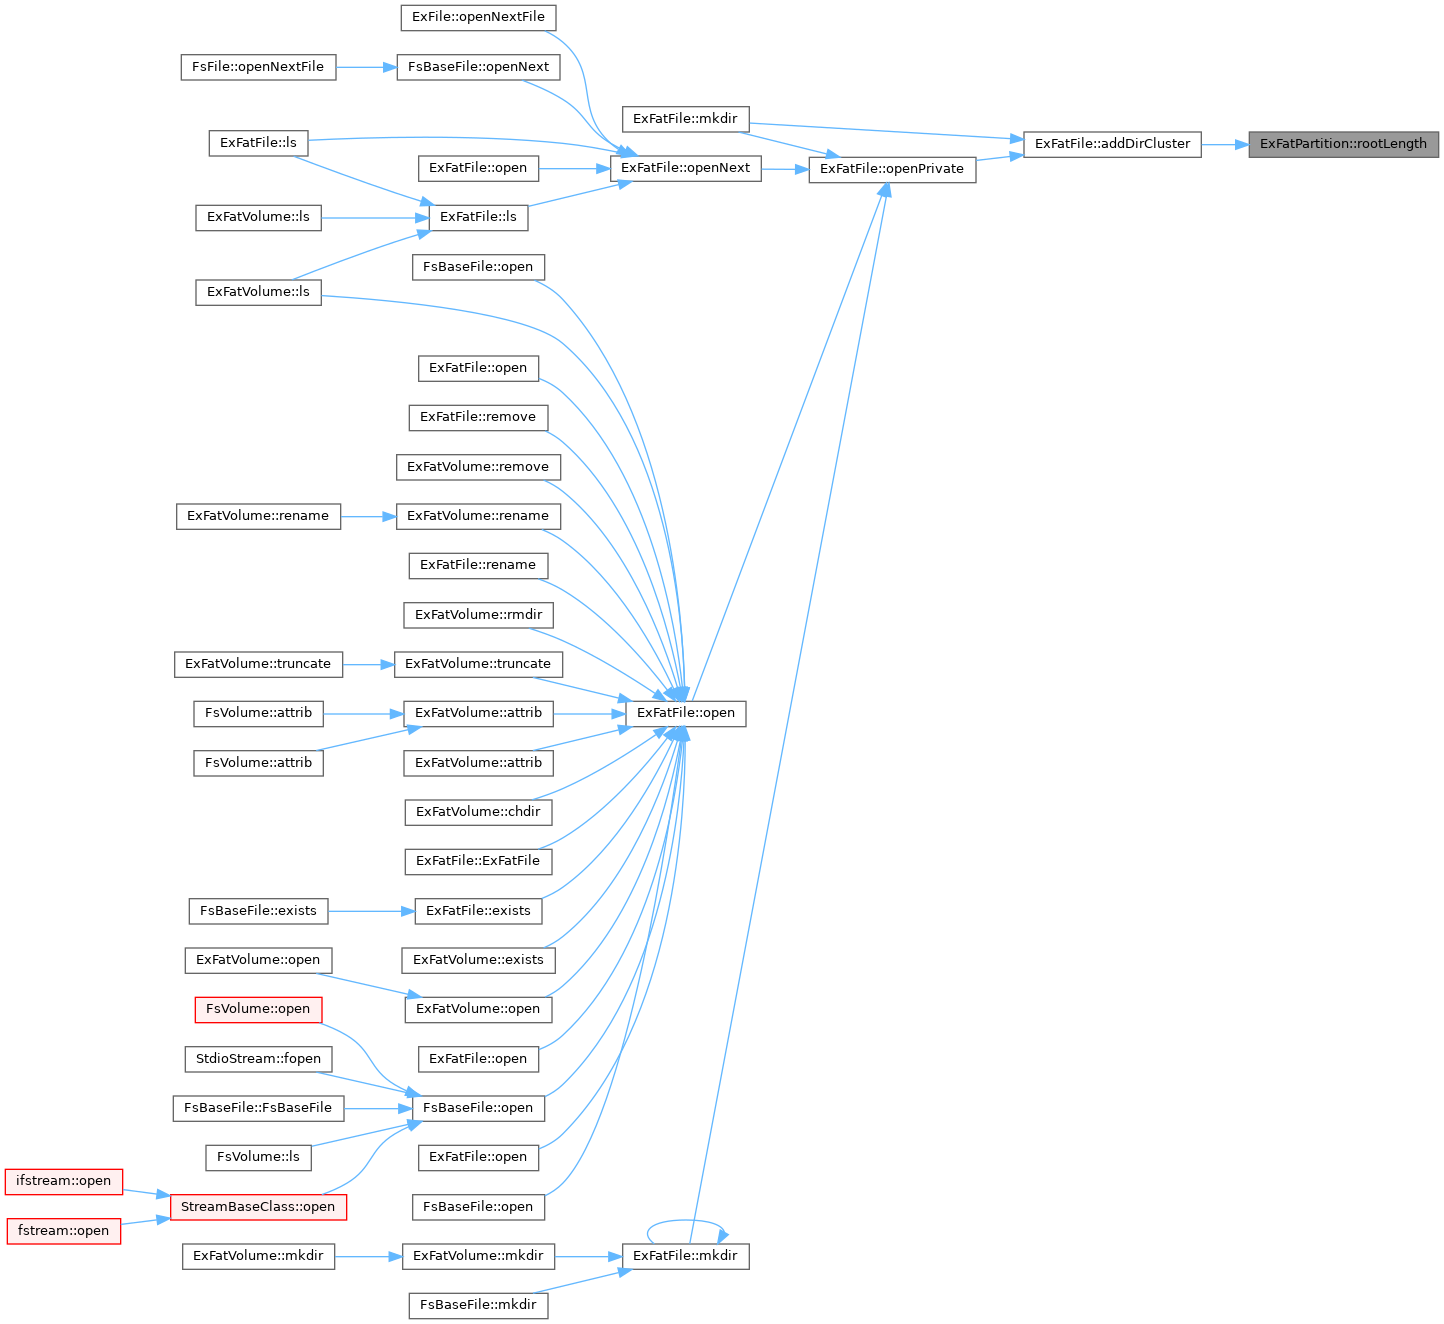 ExFile::openNextFile
FsFile::openNextFile
FsBaseFile::openNext
ExFatFile::mkdir
ExFatFile::ls
ExFatFile::addDirCluster
ExFatPartition::rootLength
ExFatFile::open
ExFatFile::openNext
ExFatFile::openPrivate
ExFatVolume::ls
ExFatFile::ls
FsBaseFile::open
ExFatVolume::ls
ExFatFile::open
ExFatFile::remove
ExFatVolume::remove
ExFatVolume::rename
ExFatVolume::rename
ExFatFile::rename
ExFatVolume::rmdir
ExFatVolume::truncate
ExFatVolume::truncate
FsVolume::attrib
ExFatVolume::attrib
ExFatFile::open
FsVolume::attrib
ExFatVolume::attrib
ExFatVolume::chdir
ExFatFile::ExFatFile
FsBaseFile::exists
ExFatFile::exists
ExFatVolume::open
ExFatVolume::exists
FsVolume::open
ExFatVolume::open
StdioStream::fopen
ExFatFile::open
FsBaseFile::FsBaseFile
FsBaseFile::open
FsVolume::ls
ExFatFile::open
ifstream::open
StreamBaseClass::open
FsBaseFile::open
fstream::open
ExFatVolume::mkdir
ExFatVolume::mkdir
ExFatFile::mkdir
FsBaseFile::mkdir